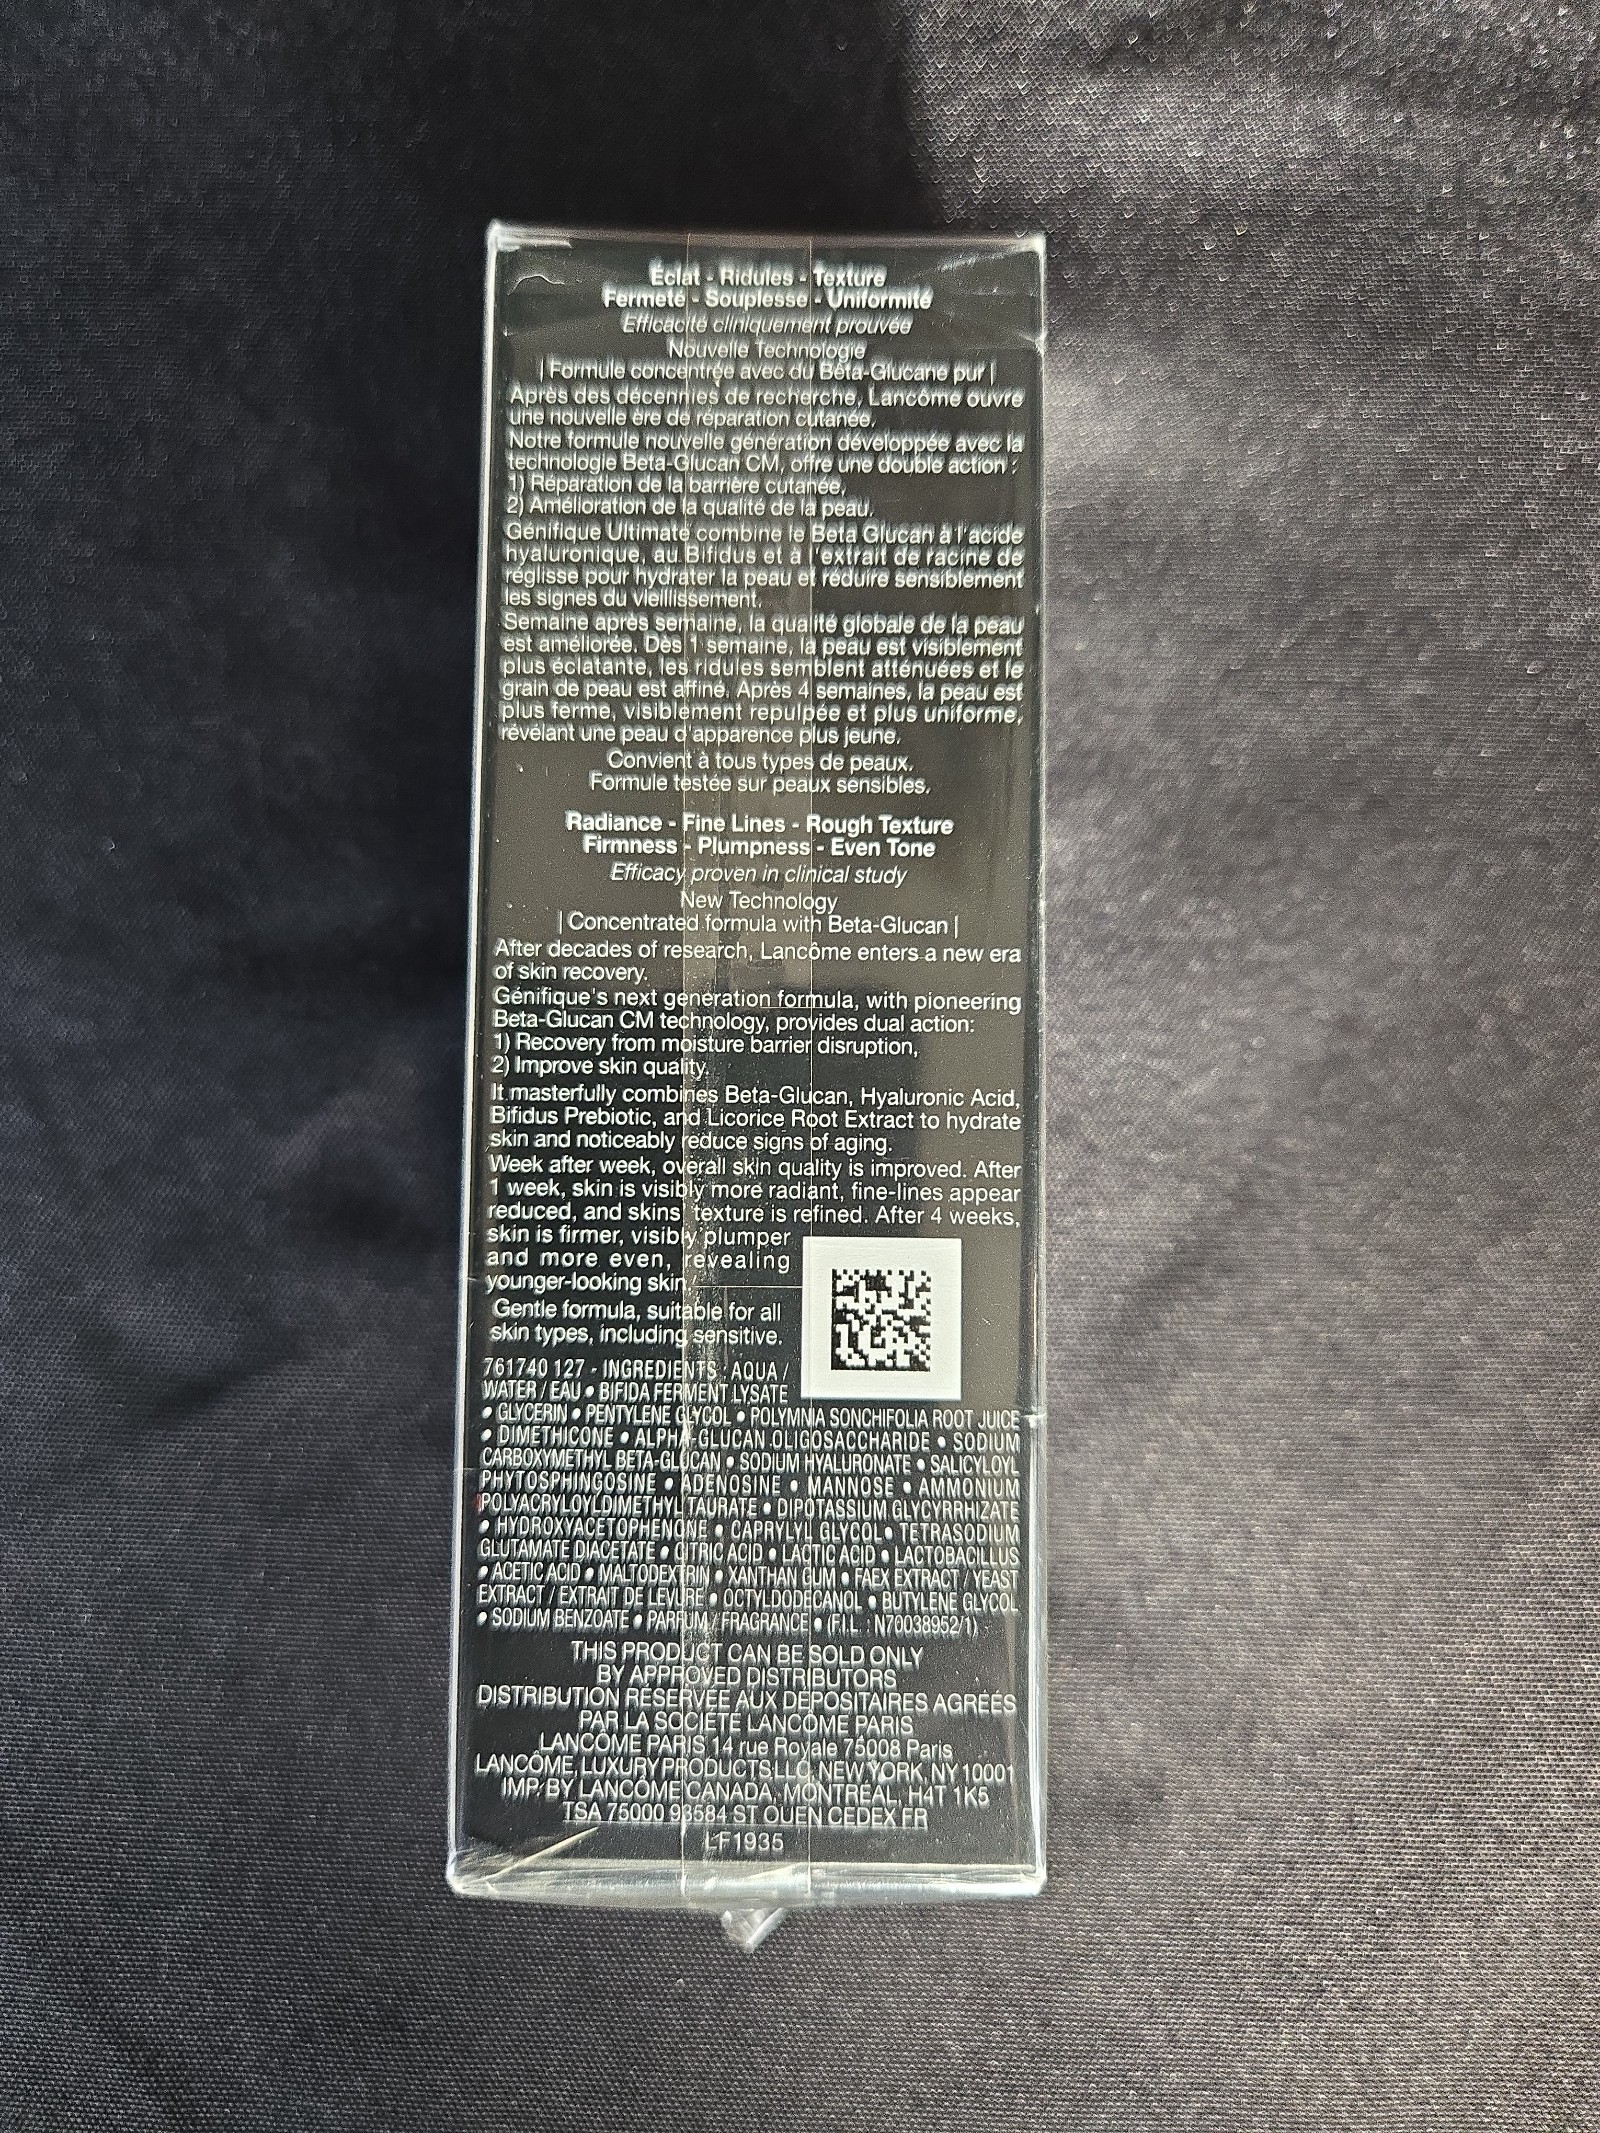 Éclat - Ridules - Texture
Fermeté - Souplesse - Uniformité
Efficacité cliniquement prouvée
Nouvelle Technologie
| Formule concentrée avec du Bêta-Glucane pur |
Après des décennies de recherche, Lancôme ouvre
une nouvelle ère de réparation cutanée.
Notre formule nouvelle génération développée avec la
technologie Beta-Glucan CM, offre une double action :
1) Réparation de la barrière cutanée,
2) Amélioration de la qualité de la peau.
Génifique Ultimate combine le Beta Glucan à l'acide
hyaluronique, au Bifidus et à l'extrait de racine de
réglisse pour hydrater la peau et réduire sensiblement
les signes du vieillissement.
Semaine après semaine, la qualité globale de la peau
est améliorée. Dès 1 semaine, la peau est visiblement
plus éclatante, les ridules semblent atténuées et le
grain de peau est affiné. Après 4 semaines, la peau est
plus ferme, visiblement repulpée et plus uniforme,
révélant une peau d'apparence plus jeune.
Convient à tous types de peaux.
Formule testée sur peaux sensibles.
Radiance - Fine Lines - Rough Texture
Firmness - Plumpness - Even Tone
Efficacy proven in clinical study
New Technology
| Concentrated formula with Beta-Glucan |
After decades of research, Lancôme enters a new era
of skin recovery.
Génifique's next generation formula, with pioneering
Beta-Glucan CM technology, provides dual action:
1) Recovery from moisture barrier disruption,
2) Improve skin quality.
It masterfully combines Beta-Glucan, Hyaluronic Acid,
Bifidus Prebiotic, and Licorice Root Extract to hydrate
skin and noticeably reduce signs of aging.
Week after week, overall skin quality is improved. After
1 week, skin is visibly more radiant, fine-lines appear
reduced, and skins' texture is refined. After 4 weeks,
skin is firmer, visibly plumper
and more even, revealing
younger-looking skin.
Gentle formula, suitable for all
skin types, including sensitive.
761740 127 - INGREDIENTS : AQUA /
WATER / EAU • BIFIDA FERMENT LYSATE
• GLYCERIN • PENTYLENE GLYCOL • POLYMNIA SONCHIFOLIA ROOT JUICE
• DIMETHICONE • ALPHA-GLUCAN OLIGOSACCHARIDE • SODIUM
CARBOXYMETHYL BETA-GLUCAN • SODIUM HYALURONATE • SALICYLOYL
PHYTOSPHINGOSINE • ADENOSINE • MANNOSE • AMMONIUM
POLYACRYLOYLDIMETHYL TAURATE • DIPOTASSIUM GLYCYRRHIZATE
• HYDROXYACETOPHENONE • CAPRYLYL GLYCOL • TETRASODIUM
GLUTAMATE DIACETATE • CITRIC ACID • LACTIC ACID • LACTOBACILLUS
• ACETIC ACID • MALTODEXTRIN • XANTHAN GUM • FAEX EXTRACT / YEAST
EXTRACT / EXTRAIT DE LEVURE • OCTYLDODECANOL • BUTYLENE GLYCOL
• SODIUM BENZOATE • PARFUM / FRAGRANCE • (F.I.L. : N70038952/1)
THIS PRODUCT CAN BE SOLD ONLY
BY APPROVED DISTRIBUTORS
DISTRIBUTION RÉSERVÉE AUX DÉPOSITAIRES AGRÉÉS
PAR LA SOCIÉTÉ LANCÔME PARIS
LANCÔME PARIS 14 rue Royale 75008 Paris
LANCÔME, LUXURY PRODUCTS LLC, NEW YORK, NY 10001
IMP. BY LANCÔME CANADA, MONTRÉAL, H4T 1K5
TSA 75000 93584 ST OUEN CEDEX FR
LF1935